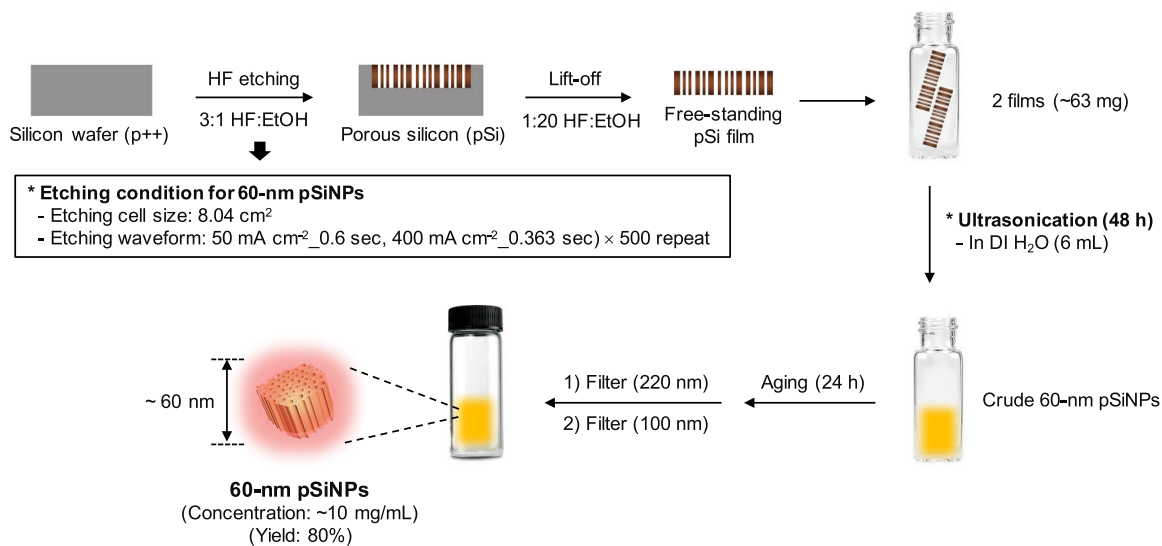 HF etching
3:1 HF:EtOH
Lift-off
1:20 HF:EtOH
Silicon wafer (p++)
Porous silicon (pSi)
Free-standing
pSi film
2 films (~63 mg)
* Etching condition for 60-nm pSiNPs
- Etching cell size: 8.04 cm²
- Etching waveform: 50 mA cm⁻²_0.6 sec, 400 mA cm⁻²_0.363 sec) × 500 repeat
* Ultrasonication (48 h)
- In DI H₂O (6 mL)
Crude 60-nm pSiNPs
Aging (24 h)
1) Filter (220 nm)
2) Filter (100 nm)
~ 60 nm
60-nm pSiNPs
(Concentration: ~10 mg/mL)
(Yield: 80%)